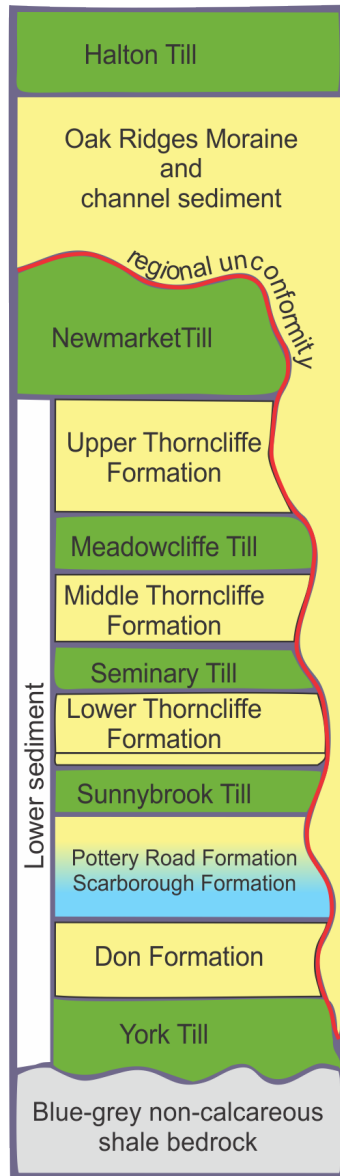 Halton Till
Oak Ridges Moraine
and
channel sediment
regional unconformity
NewmarketTill
Upper Thorncliffe
Formation
Meadowcliffe Till
Middle Thorncliffe
Formation
Seminary Till
Lower Thorncliffe
Formation
Sunnybrook Till
Pottery Road Formation
Scarborough Formation
Don Formation
York Till
Lower sediment
Blue-grey non-calcareous
shale bedrock